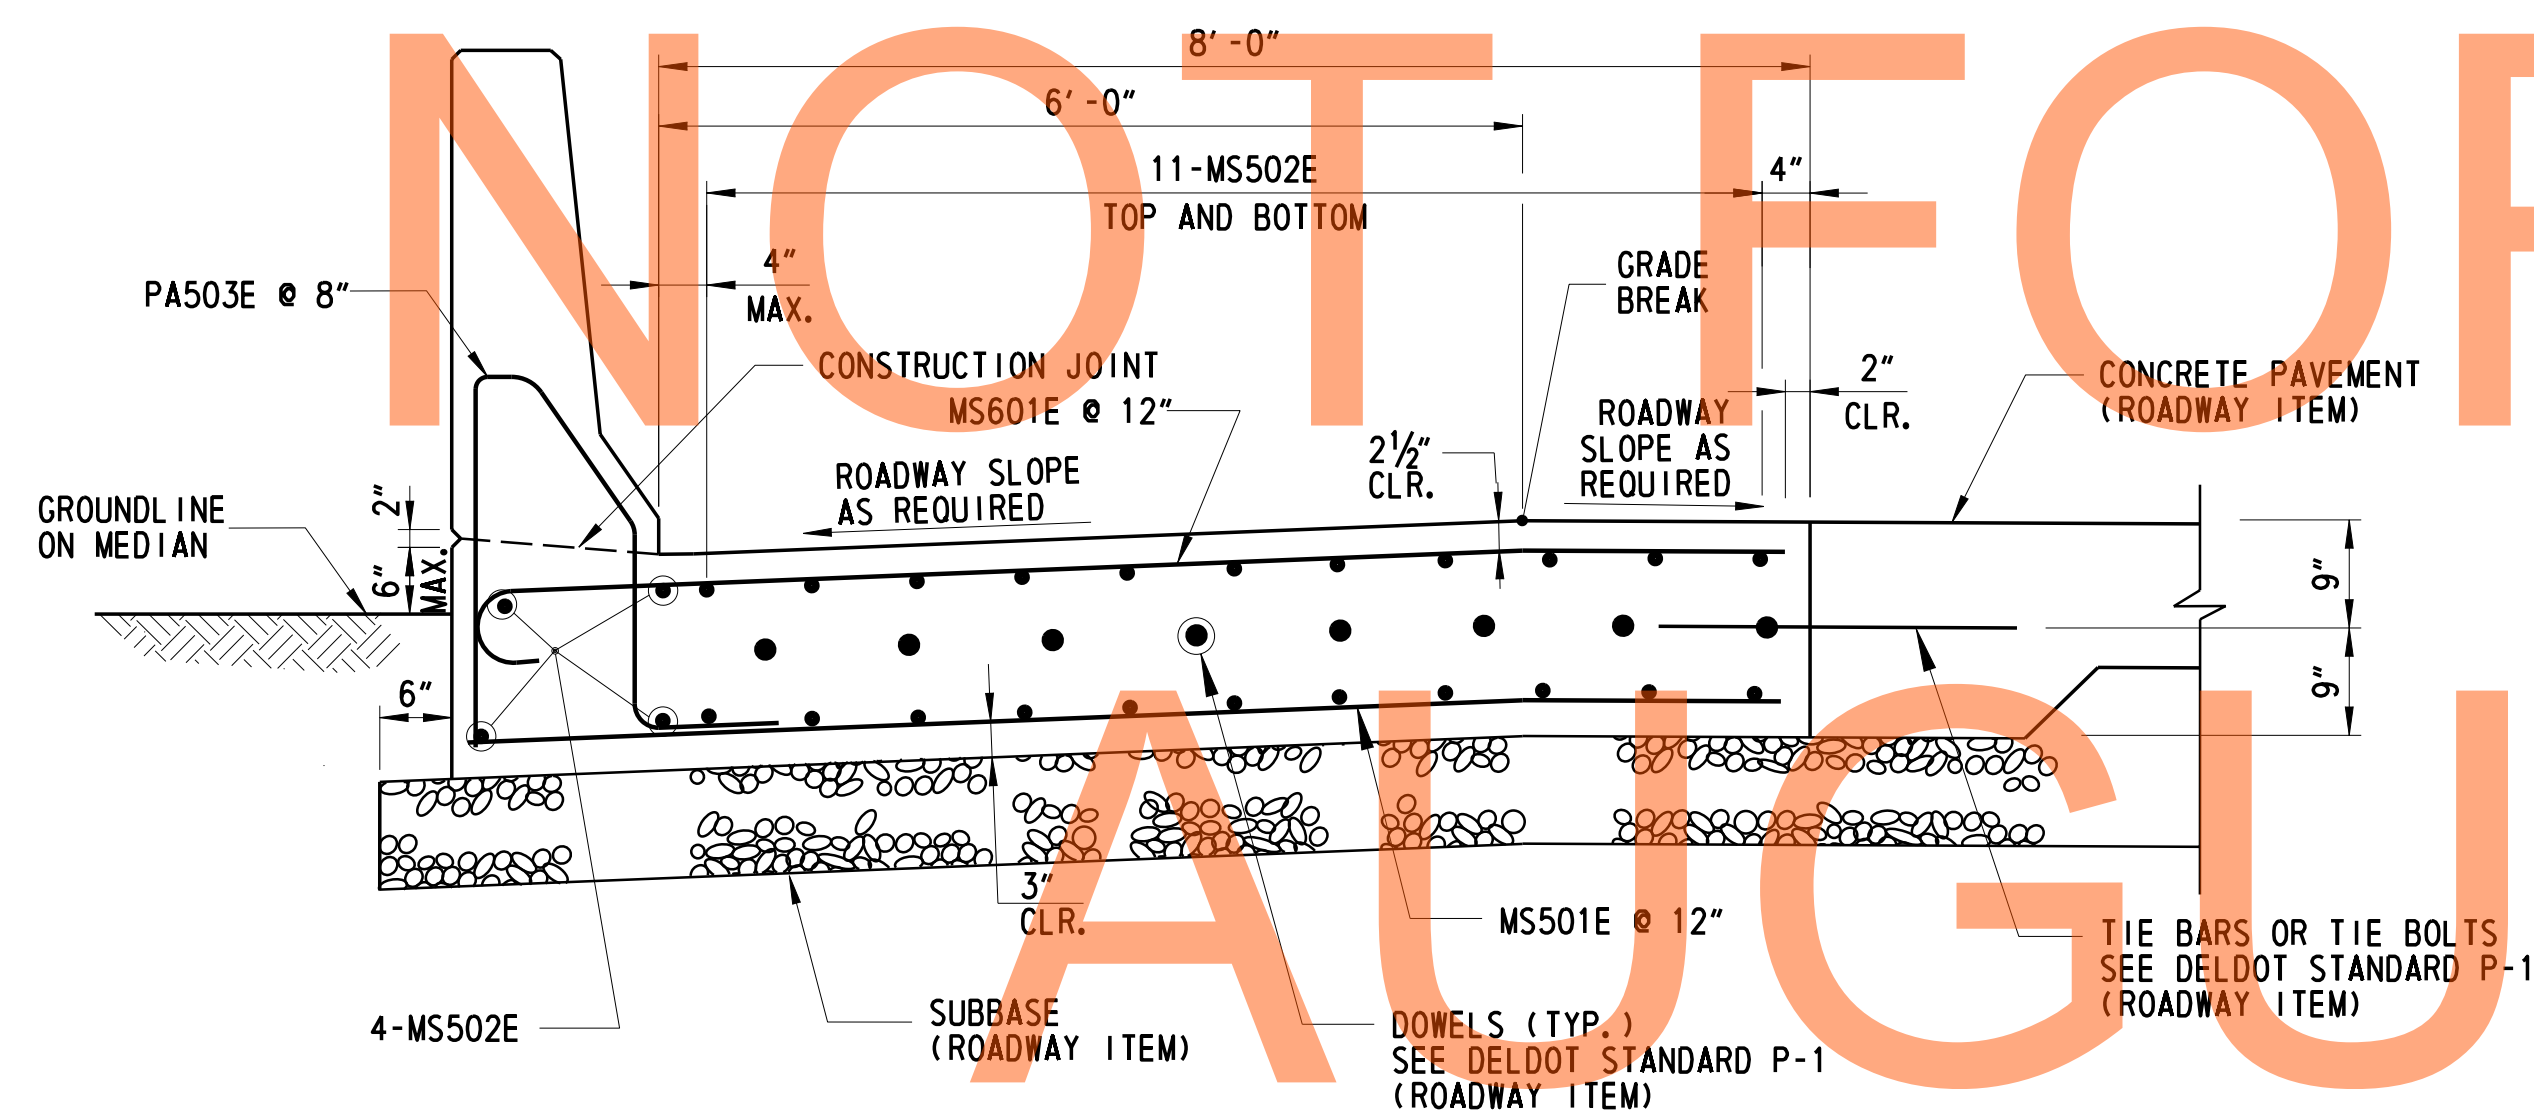 8'-0"
6'-0"
11-MS502E
TOP AND BOTTOM
4"
4"
MAX.
PA503E @ 8"
GRADE
BREAK
CONSTRUCTION JOINT
MS601E @ 12"
2"
CLR.
CONCRETE PAVEMENT
(ROADWAY ITEM)
ROADWAY
SLOPE AS
REQUIRED
2½"
CLR.
ROADWAY SLOPE
AS REQUIRED
GROUNDLINE
ON MEDIAN
2"
6"
MAX.
6"
9"
9"
3"
CLR.
MS501E @ 12"
TIE BARS OR TIE BOLTS
SEE DELDOT STANDARD P-1
(ROADWAY ITEM)
4-MS502E
SUBBASE
(ROADWAY ITEM)
DOWELS (TYP.)
SEE DELDOT STANDARD P-1
(ROADWAY ITEM)
NOT FOR
AUGU